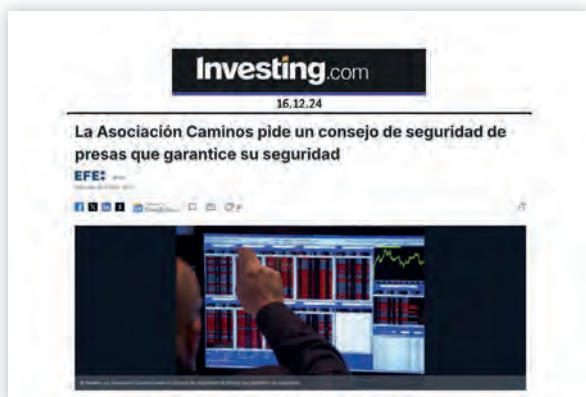 Investing.com
16.12.24
La Asociación Caminos pide un consejo de seguridad de
presas que garantice su seguridad
EFE: